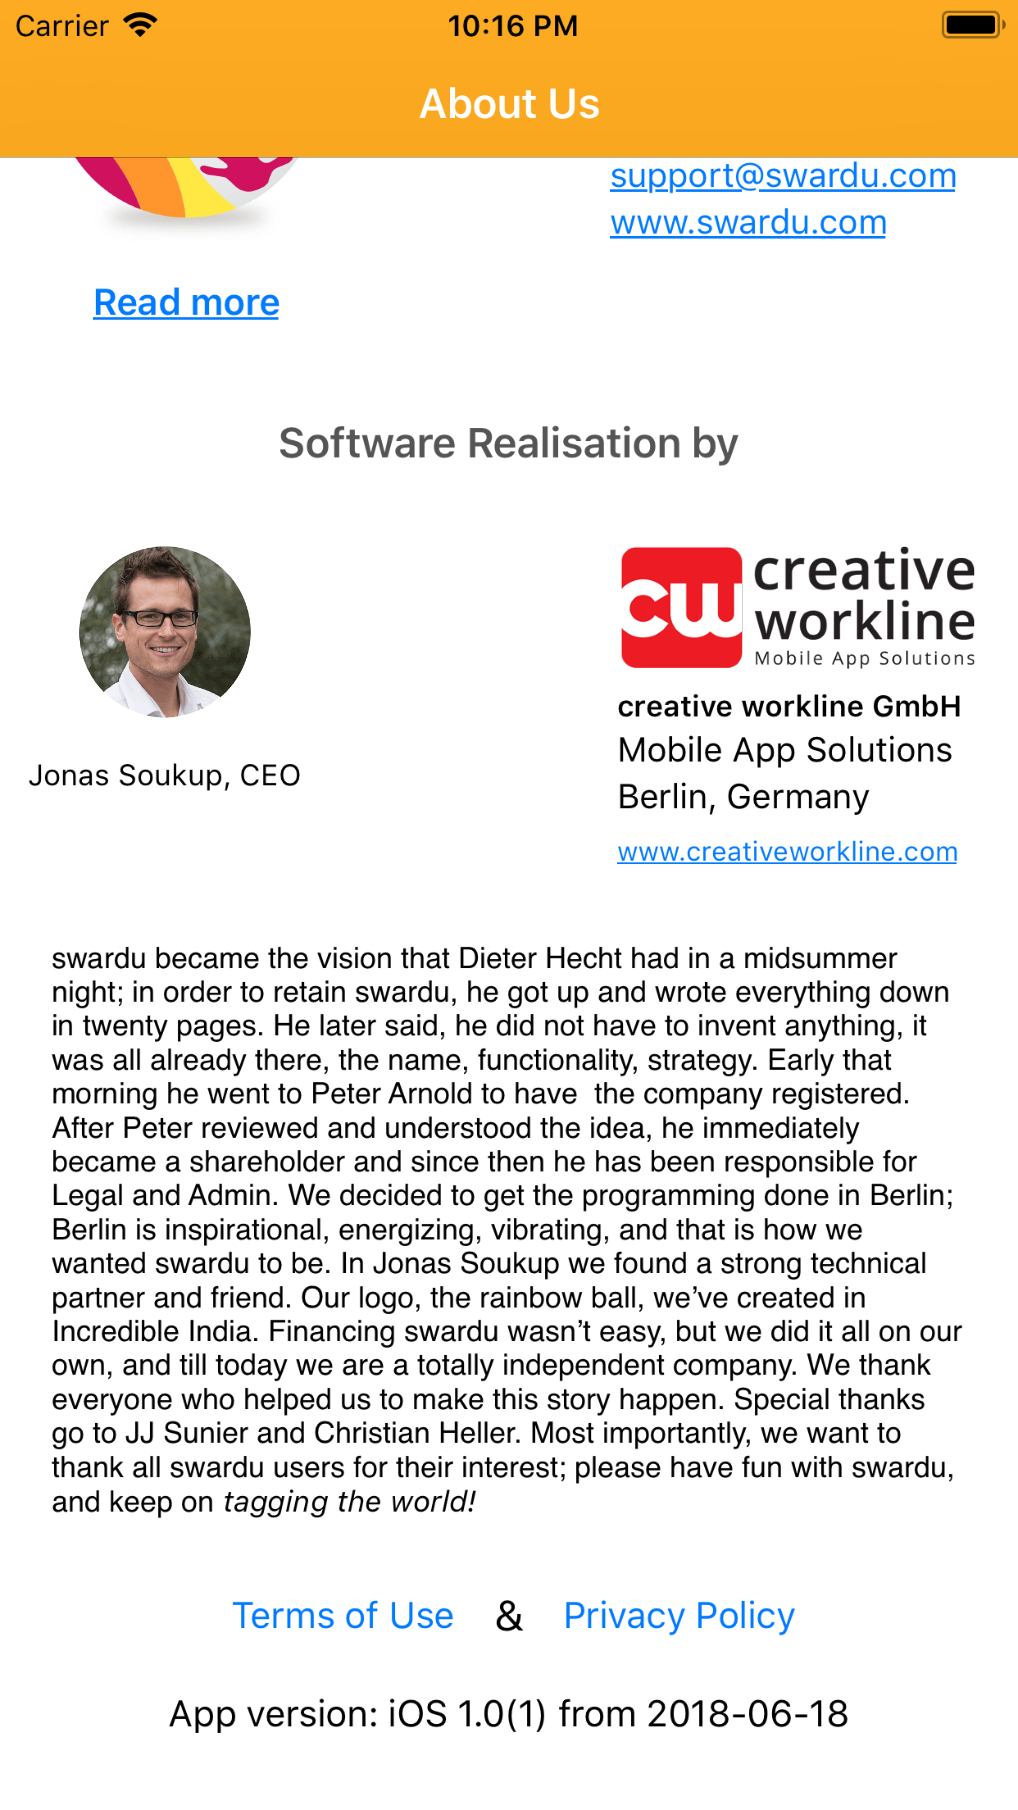 Carrier 10:16 PM
About Us
support@swardu.com
www.swardu.com
Read more
Software Realisation by
cw creative
workline
Mobile App Solutions
creative workline GmbH
Mobile App Solutions
Jonas Soukup, CEO
Berlin, Germany
www.creativeworkline.com
swardu became the vision that Dieter Hecht had in a midsummer
night; in order to retain swardu, he got up and wrote everything down
in twenty pages. He later said, he did not have to invent anything, it
was all already there, the name, functionality, strategy. Early that
morning he went to Peter Arnold to have  the company registered.
After Peter reviewed and understood the idea, he immediately
became a shareholder and since then he has been responsible for
Legal and Admin. We decided to get the programming done in Berlin;
Berlin is inspirational, energizing, vibrating, and that is how we
wanted swardu to be. In Jonas Soukup we found a strong technical
partner and friend. Our logo, the rainbow ball, we’ve created in
Incredible India. Financing swardu wasn’t easy, but we did it all on our
own, and till today we are a totally independent company. We thank
everyone who helped us to make this story happen. Special thanks
go to JJ Sunier and Christian Heller. Most importantly, we want to
thank all swardu users for their interest; please have fun with swardu,
and keep on tagging the world!
Terms of Use & Privacy Policy
App version: iOS 1.0(1) from 2018-06-18